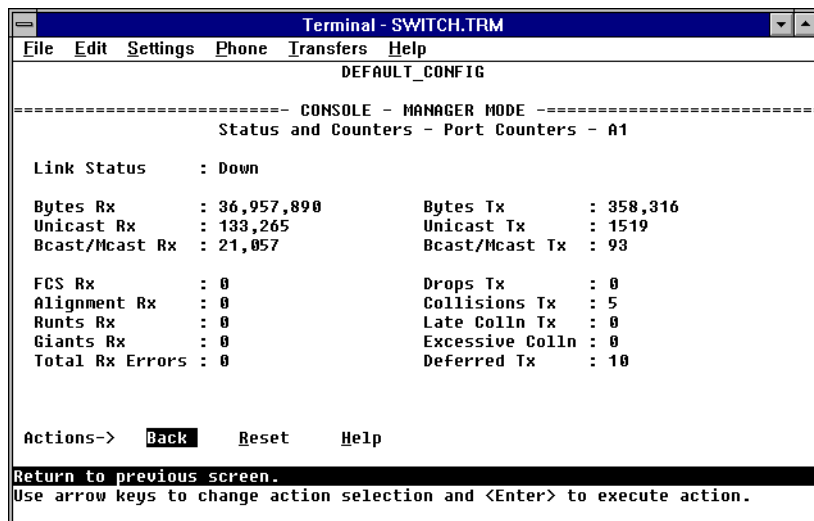 Terminal - SWITCH.TRM
File Edit Settings Phone Transfers Help
DEFAULT_CONFIG
==========================- CONSOLE - MANAGER MODE -===========================
Status and Counters - Port Counters - A1
Link Status : Down
Bytes Rx : 36,957,890 Bytes Tx : 358,316
Unicast Rx : 133,265 Unicast Tx : 1519
Bcast/Mcast Rx : 21,057 Bcast/Mcast Tx : 93
FCS Rx : 0 Drops Tx : 0
Alignment Rx : 0 Collisions Tx : 5
Runts Rx : 0 Late Colln Tx : 0
Giants Rx : 0 Excessive Colln : 0
Total Rx Errors : 0 Deferred Tx : 10
Actions-> Back Reset Help
Return to previous screen.
Use arrow keys to change action selection and <Enter> to execute action.